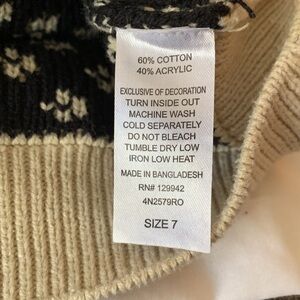 60% COTTON
40% ACRYLIC
EXCLUSIVE OF DECORATION
TURN INSIDE OUT
MACHINE WASH
COLD SEPARATELY
DO NOT BLEACH
TUMBLE DRY LOW
IRON LOW HEAT
MADE IN BANGLADESH
RN# 129942
4N2579RO
SIZE 7